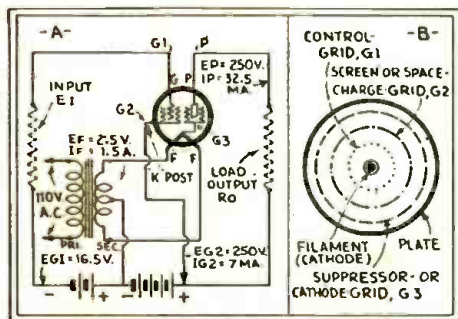 -A-
G1
P
INPUT
EI
G P
EP=250V.
IP=32.5
MA.
G2
G3
EF=2.5V.
IF=1.5A.
F F
K POST
LOAD-
OUTPUT
RO
110V.
A.C
PRI.
SEC.
EG1=16.5V.
EG2=250V.
IG2=7MA.
- + - +
-B-
CONTROL-
GRID, G1
(SCREEN OR SPACE-
CHARGE-GRID, G2
FILAMENT
(CATHODE)
PLATE
SUPPRESSOR- OR
CATHODE GRID, G3